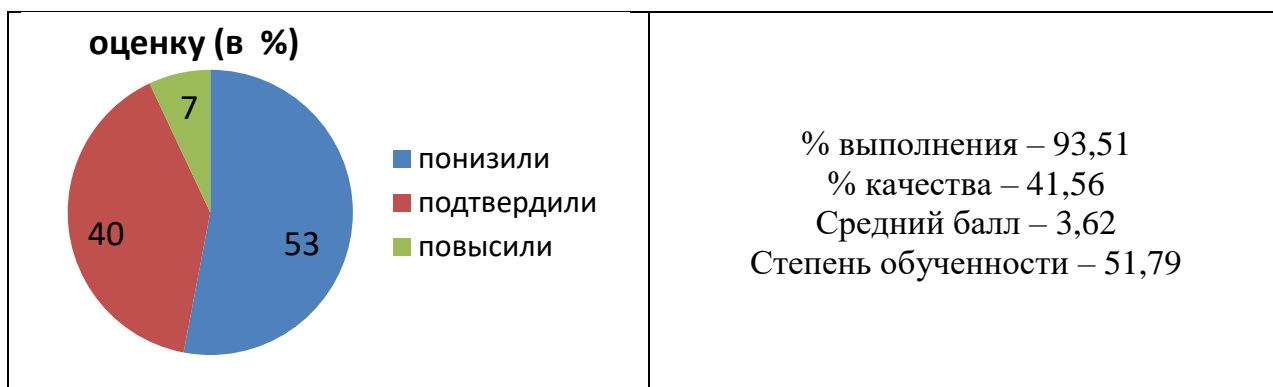 оценку (в %)
7
40
53
понизили
подтвердили
повысили
% выполнения – 93,51
% качества – 41,56
Средний балл – 3,62
Степень обученности – 51,79